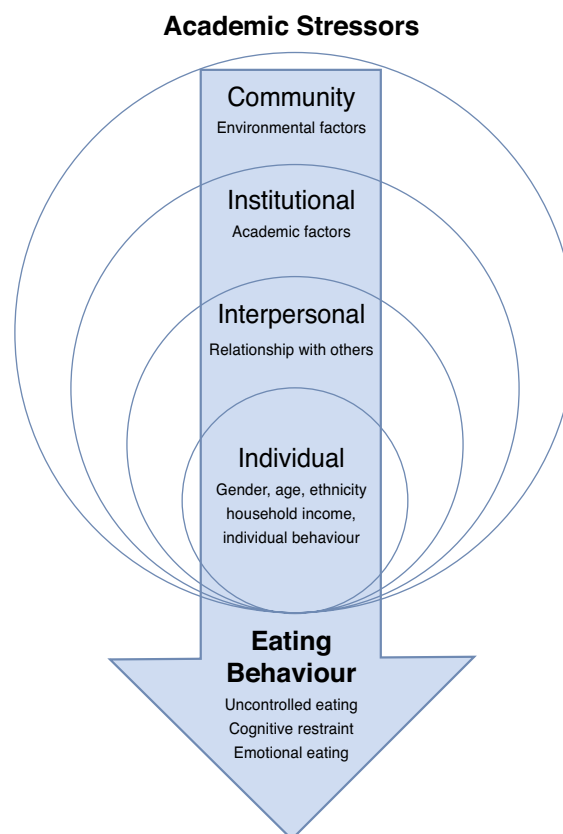 Academic Stressors
Community
Environmental factors
Institutional
Academic factors
Interpersonal
Relationship with others
Individual
Gender, age, ethnicity
household income,
individual behaviour
Eating
Behaviour
Uncontrolled eating
Cognitive restraint
Emotional eating